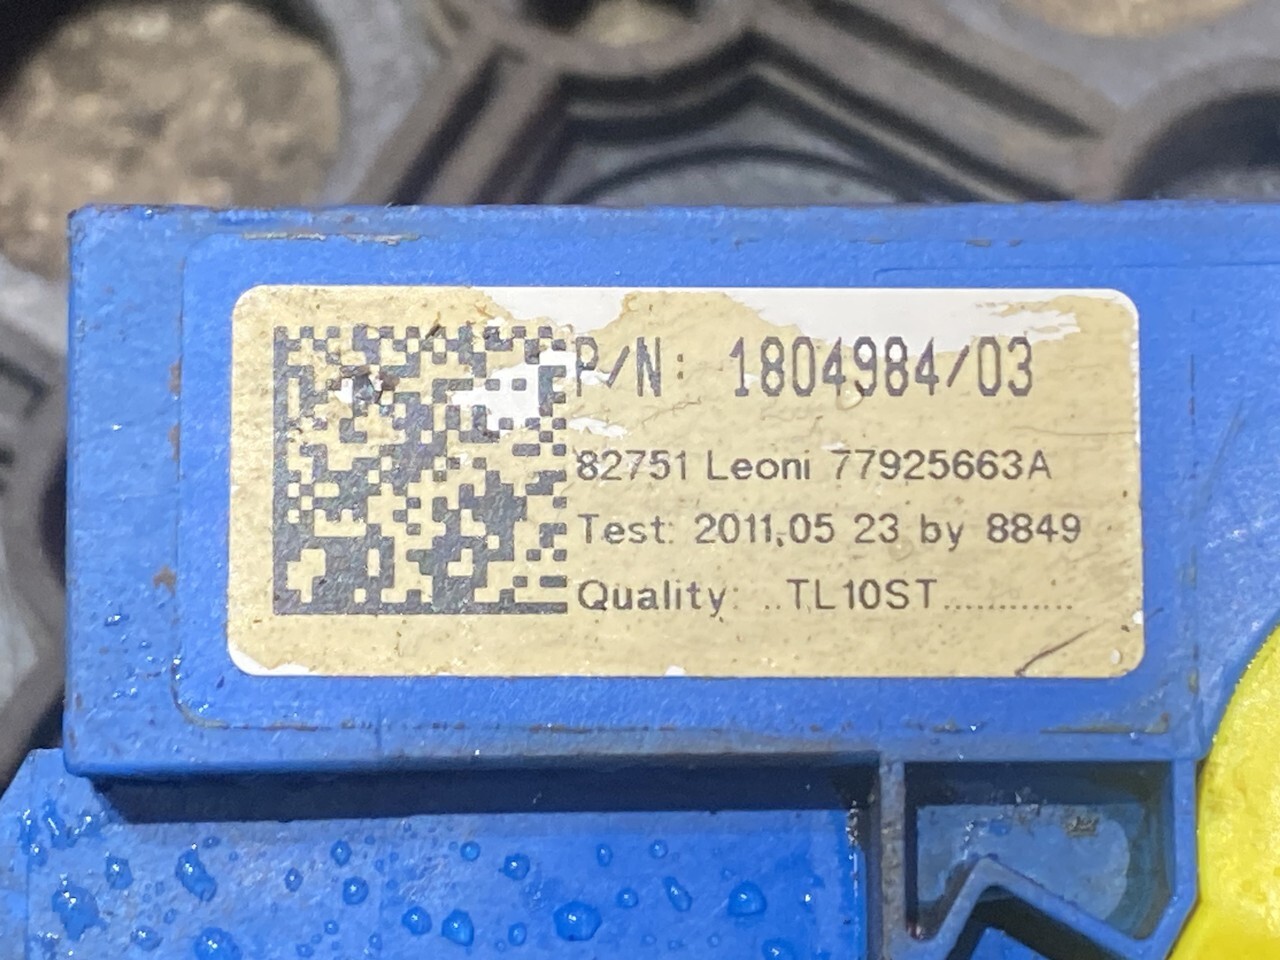 P/N: 1804984/03
82751 Leoni 77925663A
Test: 2011.05 23 by 8849
Quality: ..TL10ST............